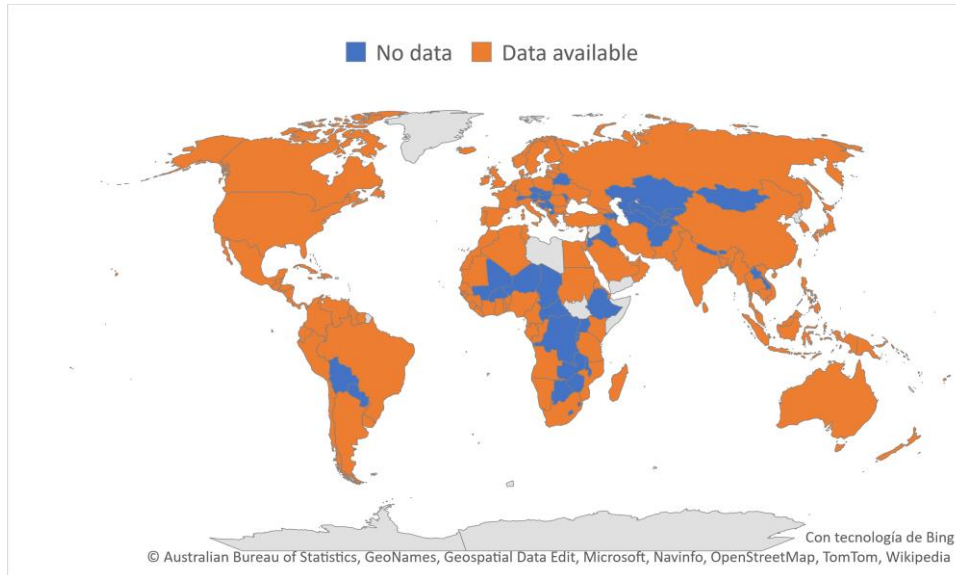 No data Data available
Con tecnología de Bing
© Australian Bureau of Statistics, GeoNames, Geospatial Data Edit, Microsoft, Navinfo, OpenStreetMap, TomTom, Wikipedia